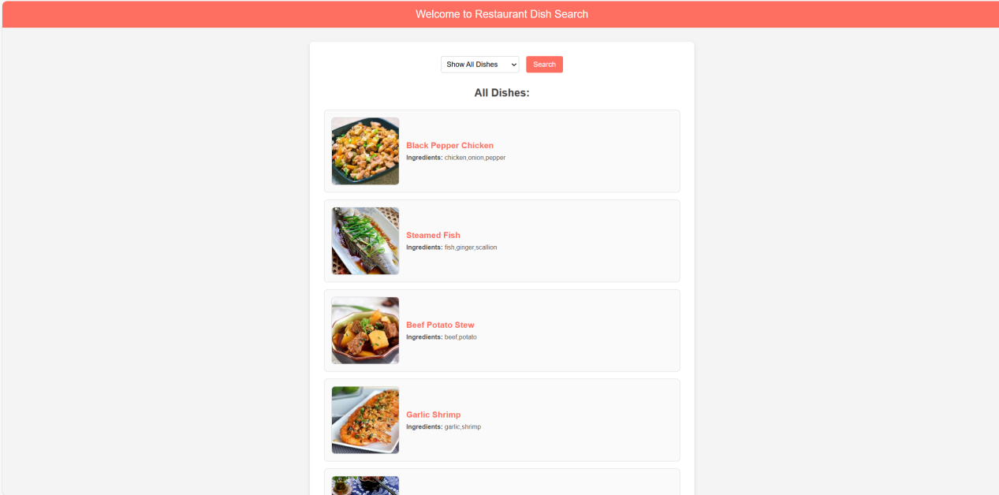 Welcome to Restaurant Dish Search
Show All Dishes Search
All Dishes:
Black Pepper Chicken
Ingredients: chicken,onion,pepper
Steamed Fish
Ingredients: fish,ginger,scallion
Beef Potato Stew
Ingredients: beef,potato
Garlic Shrimp
Ingredients: garlic,shrimp